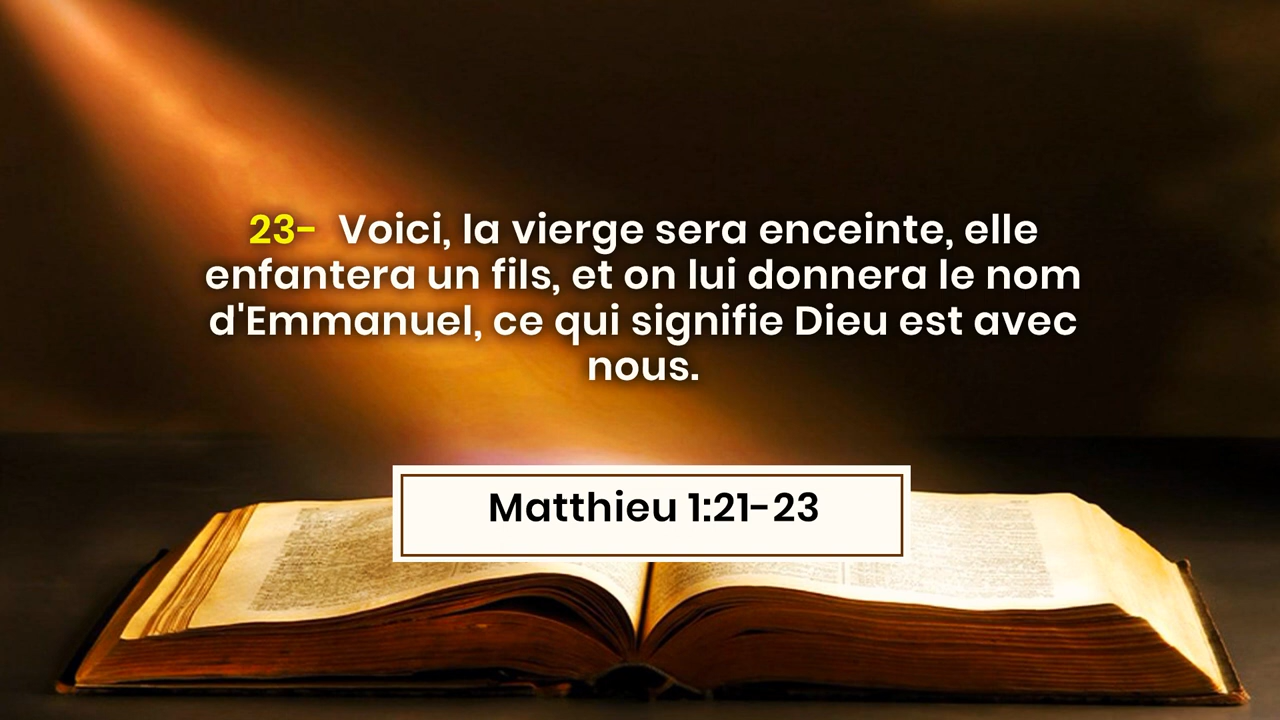 23- Voici, la vierge sera enceinte, elle
enfantera un fils, et on lui donnera le nom
d'Emmanuel, ce qui signifie Dieu est avec
nous.
Matthieu 1:21-23